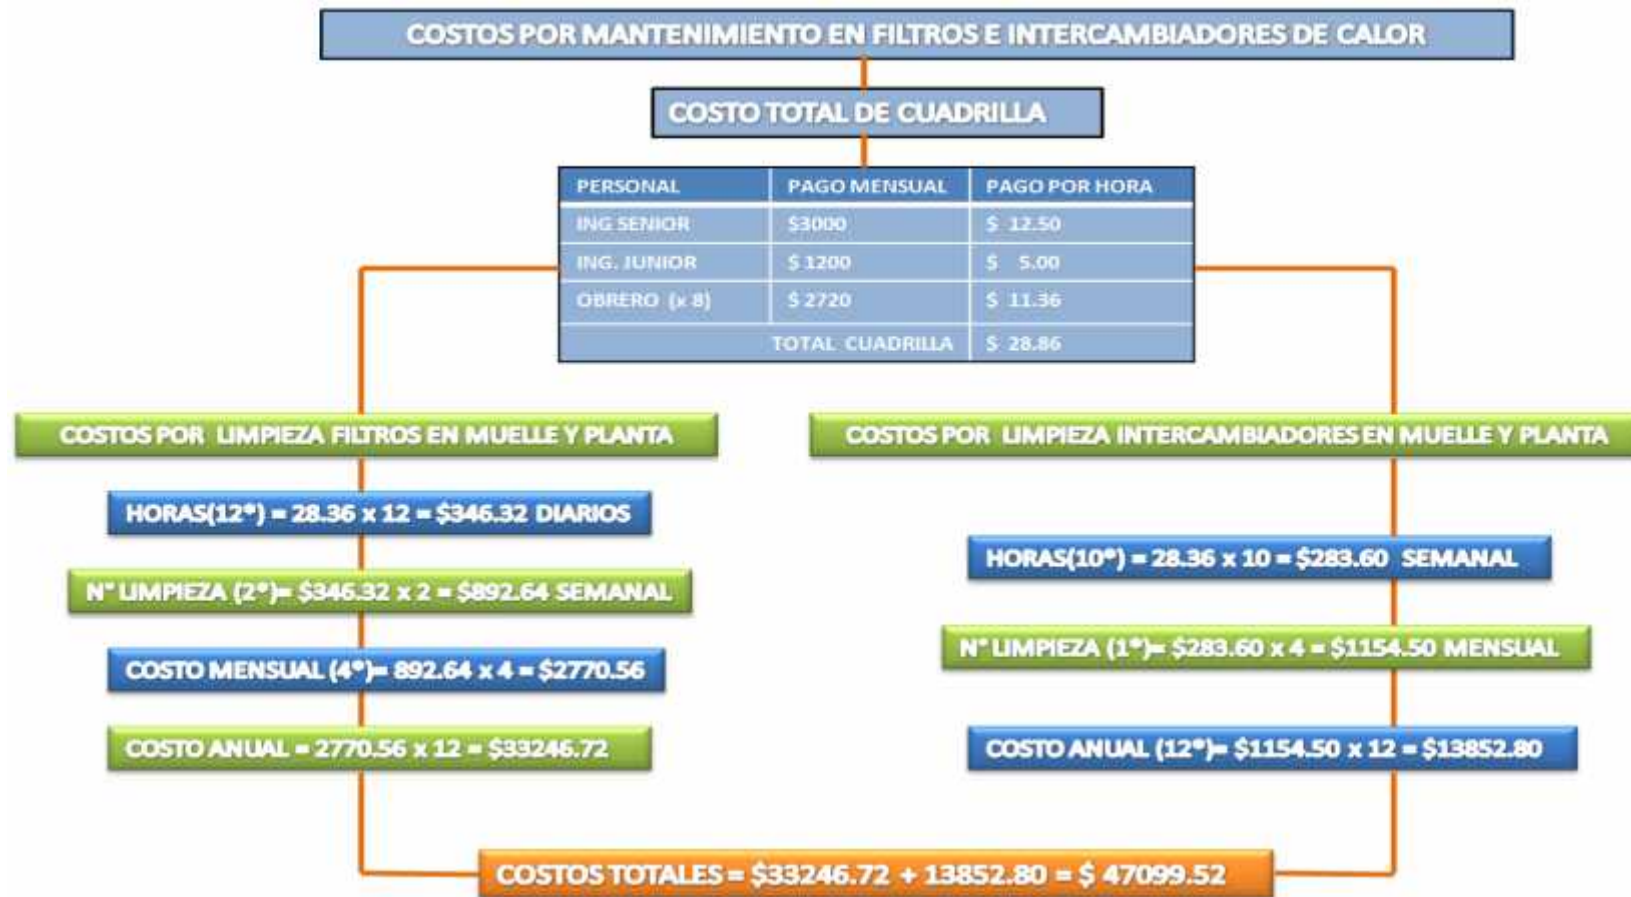 COSTOS POR MANTENIMIENTO EN FILTROS E INTERCAMBIADORES DE CALOR
COSTO TOTAL DE CUADRILLA
PERSONAL PAGO MENSUAL PAGO POR HORA
ING SENIOR $3000 $ 12.50
ING. JUNIOR $ 1200 $ 5.00
OBRERO (x 8) $ 2720 $ 11.36
TOTAL CUADRILLA $ 28.86
COSTOS POR LIMPIEZA FILTROS EN MUELLE Y PLANTA
HORAS(12*) = 28.36 x 12 = $346.32 DIARIOS
N° LIMPIEZA (2*)= $346.32 x 2 = $892.64 SEMANAL
COSTO MENSUAL (4*)= 892.64 x 4 = $2770.56
COSTO ANUAL = 2770.56 x 12 = $33246.72
COSTOS POR LIMPIEZA INTERCAMBIADORES EN MUELLE Y PLANTA
HORAS(10*) = 28.36 x 10 = $283.60 SEMANAL
N° LIMPIEZA (1*)= $283.60 x 4 = $1154.50 MENSUAL
COSTO ANUAL (12*)= $1154.50 x 12 = $13852.80
COSTOS TOTALES = $33246.72 + 13852.80 = $ 47099.52